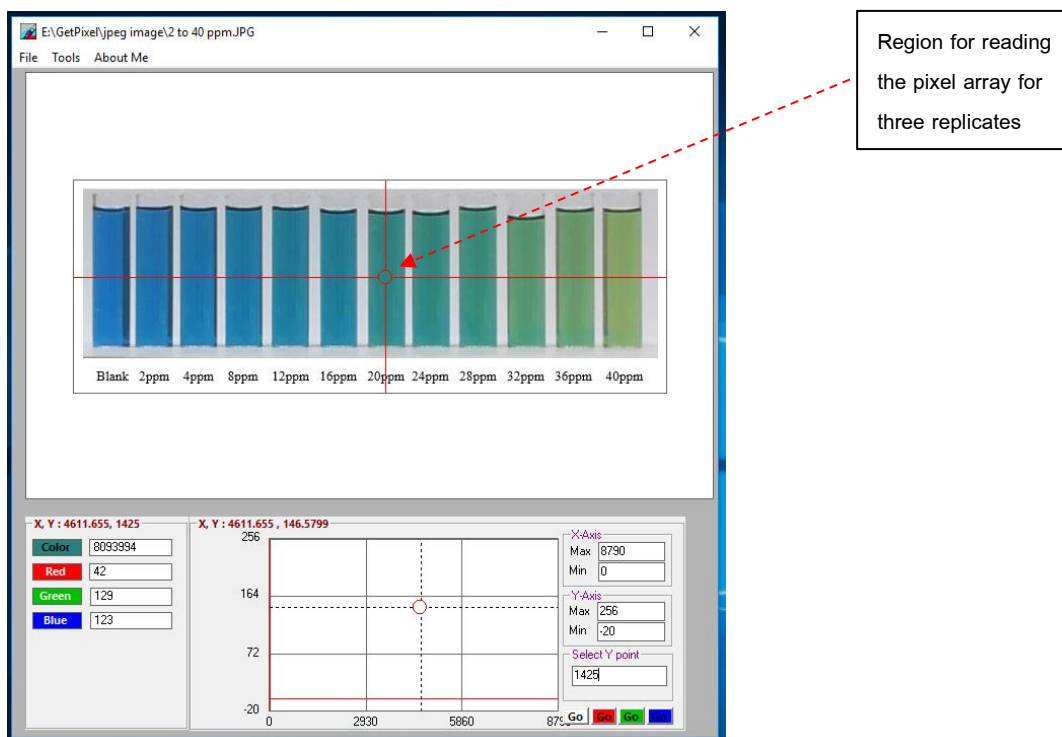 E:\GetPixel\jpeg image\2 to 40 ppm.JPG
File Tools About Me
Region for reading
the pixel array for
three replicates
Blank 2ppm 4ppm 8ppm 12ppm 16ppm 20ppm 24ppm 28ppm 32ppm 36ppm 40ppm
X, Y : 4611.655, 1425
Color 8093994
Red 42
Green 129
Blue 123
X, Y : 4611.655 , 146.5799
256
164
72
-20
0 2930 5860 879
X-Axis
Max 8790
Min 0
Y-Axis
Max 256
Min -20
Select Y point
1425
Go Go Go Go